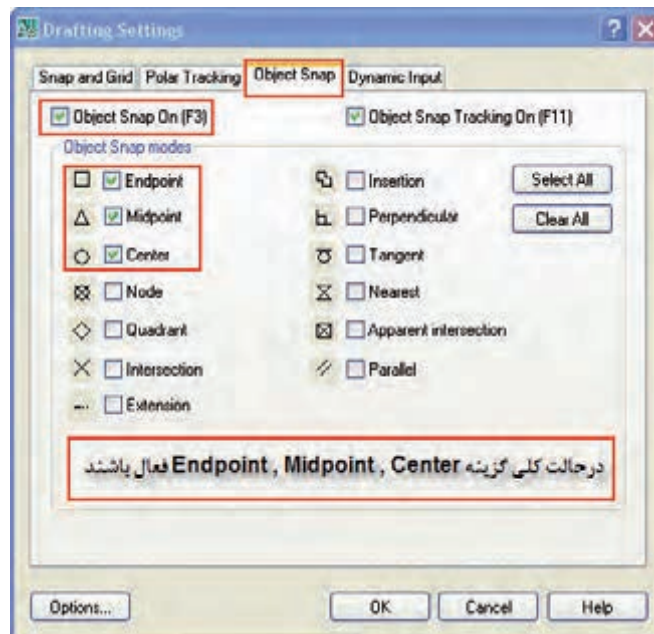 Drafting Settings
Snap and Grid Polar Tracking Object Snap Dynamic Input
Object Snap On (F3) Object Snap Tracking On (F11)
Object Snap modes
Endpoint Insertion Select All
Midpoint Perpendicular Clear All
Center Tangent
Node Nearest
Quadrant Apparent intersection
Intersection Parallel
Extension
درحالت کلی گزینه Endpoint , Midpoint , Center فعال باشند
Options... OK Cancel Help